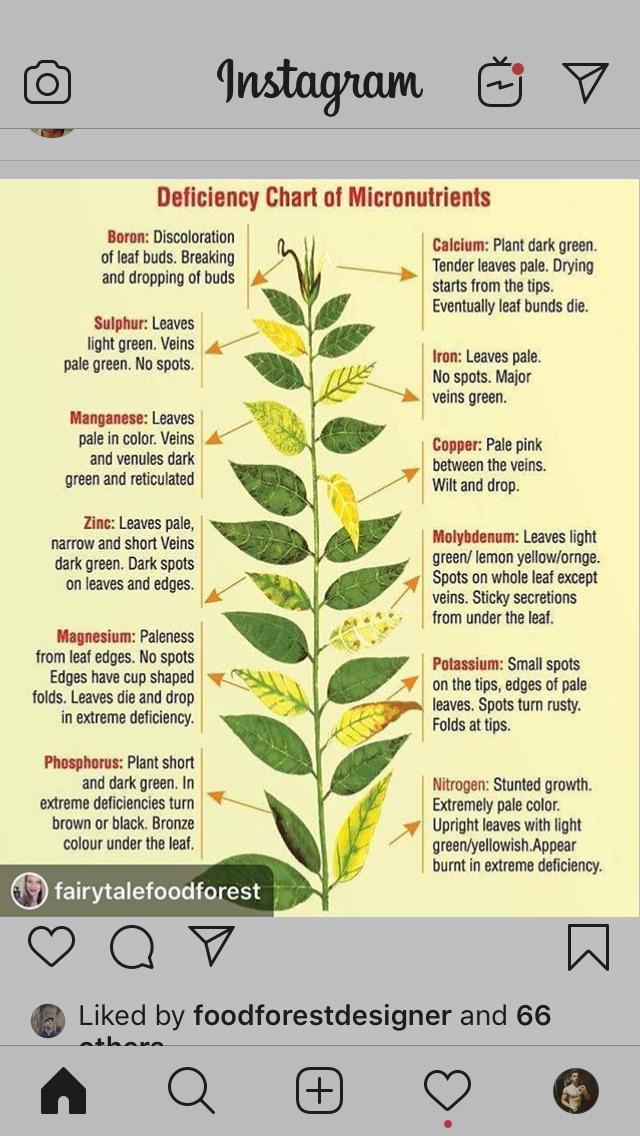 Instagram
Deficiency Chart of Micronutrients
Boron: Discoloration
of leaf buds. Breaking
and dropping of buds
Sulphur: Leaves
light green. Veins
pale green. No spots.
Manganese: Leaves
pale in color. Veins
and venules dark
green and reticulated
Zinc: Leaves pale,
narrow and short Veins
dark green. Dark spots
on leaves and edges.
Magnesium: Paleness
from leaf edges. No spots
Edges have cup shaped
folds. Leaves die and drop
in extreme deficiency.
Phosphorus: Plant short
and dark green. In
extreme deficiencies turn
brown or black. Bronze
colour under the leaf.
Calcium: Plant dark green.
Tender leaves pale. Drying
starts from the tips.
Eventually leaf bunds die.
Iron: Leaves pale.
No spots. Major
veins green.
Copper: Pale pink
between the veins.
Wilt and drop.
Molybdenum: Leaves light
green/ lemon yellow/ornge.
Spots on whole leaf except
veins. Sticky secretions
from under the leaf.
Potassium: Small spots
on the tips, edges of pale
leaves. Spots turn rusty.
Folds at tips.
Nitrogen: Stunted growth.
Extremely pale color.
Upright leaves with light
green/yellowish.Appear
burnt in extreme deficiency.
fairytalefoodforest
Liked by foodforestdesigner and 66
others